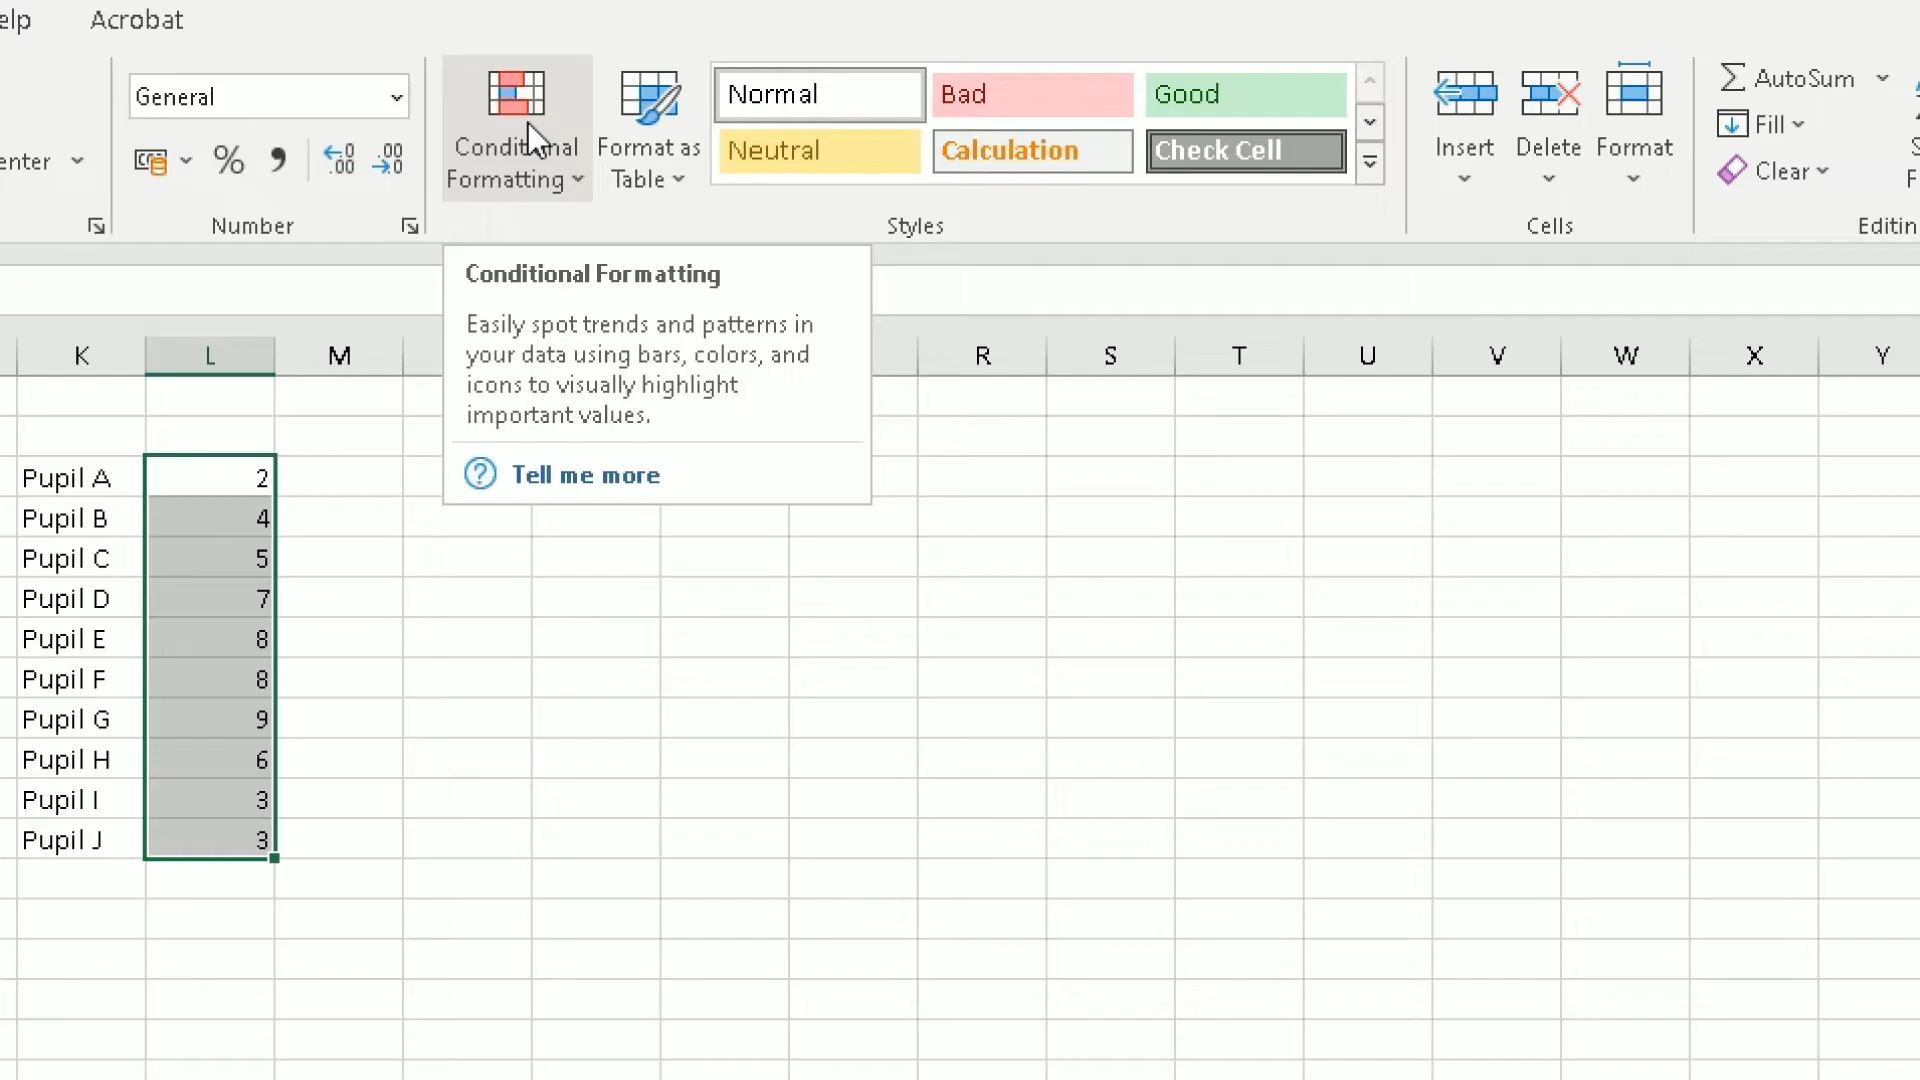 elp Acrobat
General
enter
% , .00 .00
Conditional Formatting
Format as Table
Normal Bad Good
Neutral Calculation Check Cell
Insert Delete Format
AutoSum
Fill
Clear
Number Styles Cells Editin
Conditional Formatting
Easily spot trends and patterns in
your data using bars, colors, and
icons to visually highlight
important values.
? Tell me more
K L M R S T U V W X Y
Pupil A 2
Pupil B 4
Pupil C 5
Pupil D 7
Pupil E 8
Pupil F 8
Pupil G 9
Pupil H 6
Pupil I 3
Pupil J 3